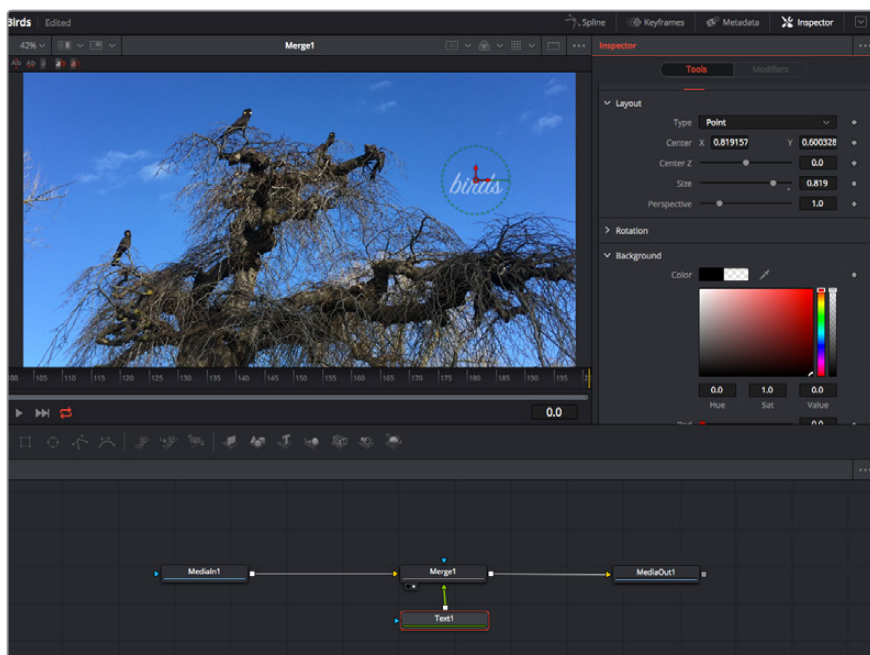 Birds Edited
Spline Keyframes Metadata Inspector
42% Merge1 Inspector
Tools Modifiers
Layout
Type Point
Center X 0.819157 Y 0.600328
Center Z 0.0
birds
Size 0.819
Perspective 1.0
Rotation
Background
Color
105 110 115 120 125 130 135 140 145 150 155 160 165 170 175 180 185 190 195
0.0 1.0 0.0
Hue Sat Value
0.0
MediaIn1 Merge1 MediaOut1
Text1